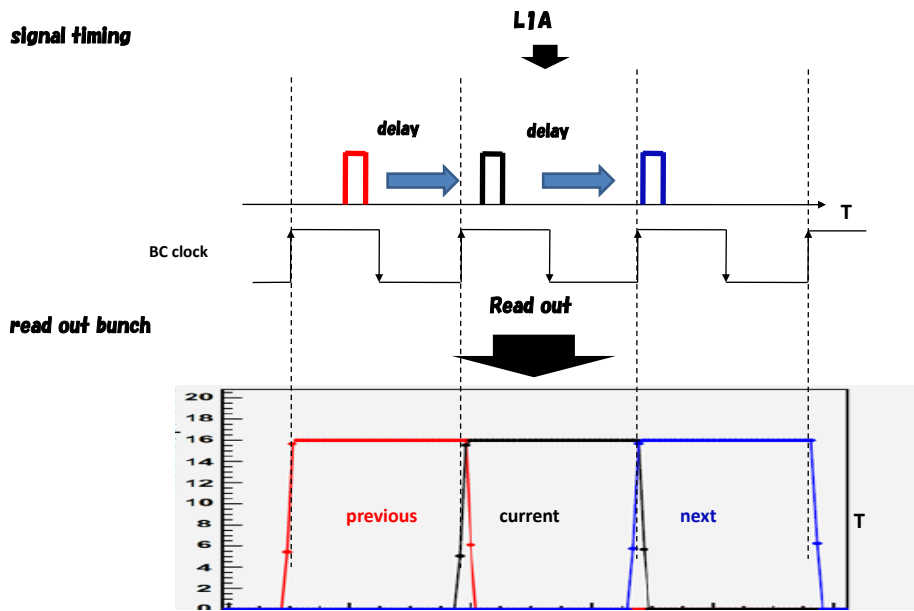 signal timing
L1A
delay
delay
T
BC clock
Read out
read out bunch
20
18
16
14
12
10
8
6
4
2
0
previous
current
next
T